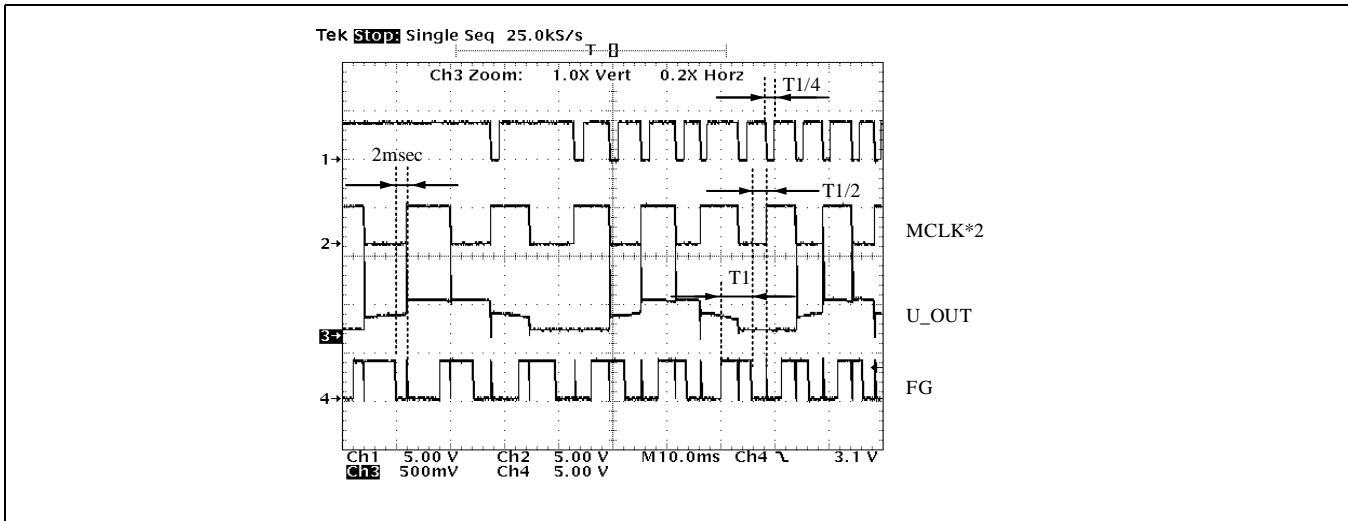 Tek Stop: Single Seq 25.0kS/s
T
Ch3 Zoom: 1.0X Vert 0.2X Horz
T1/4
1
2msec
T1/2
MCLK*2
2
T1
U_OUT
3
FG
4
Ch1 5.00 V Ch2 5.00 V M10.0ms Ch4 3.1 V
Ch3 500mV Ch4 5.00 V